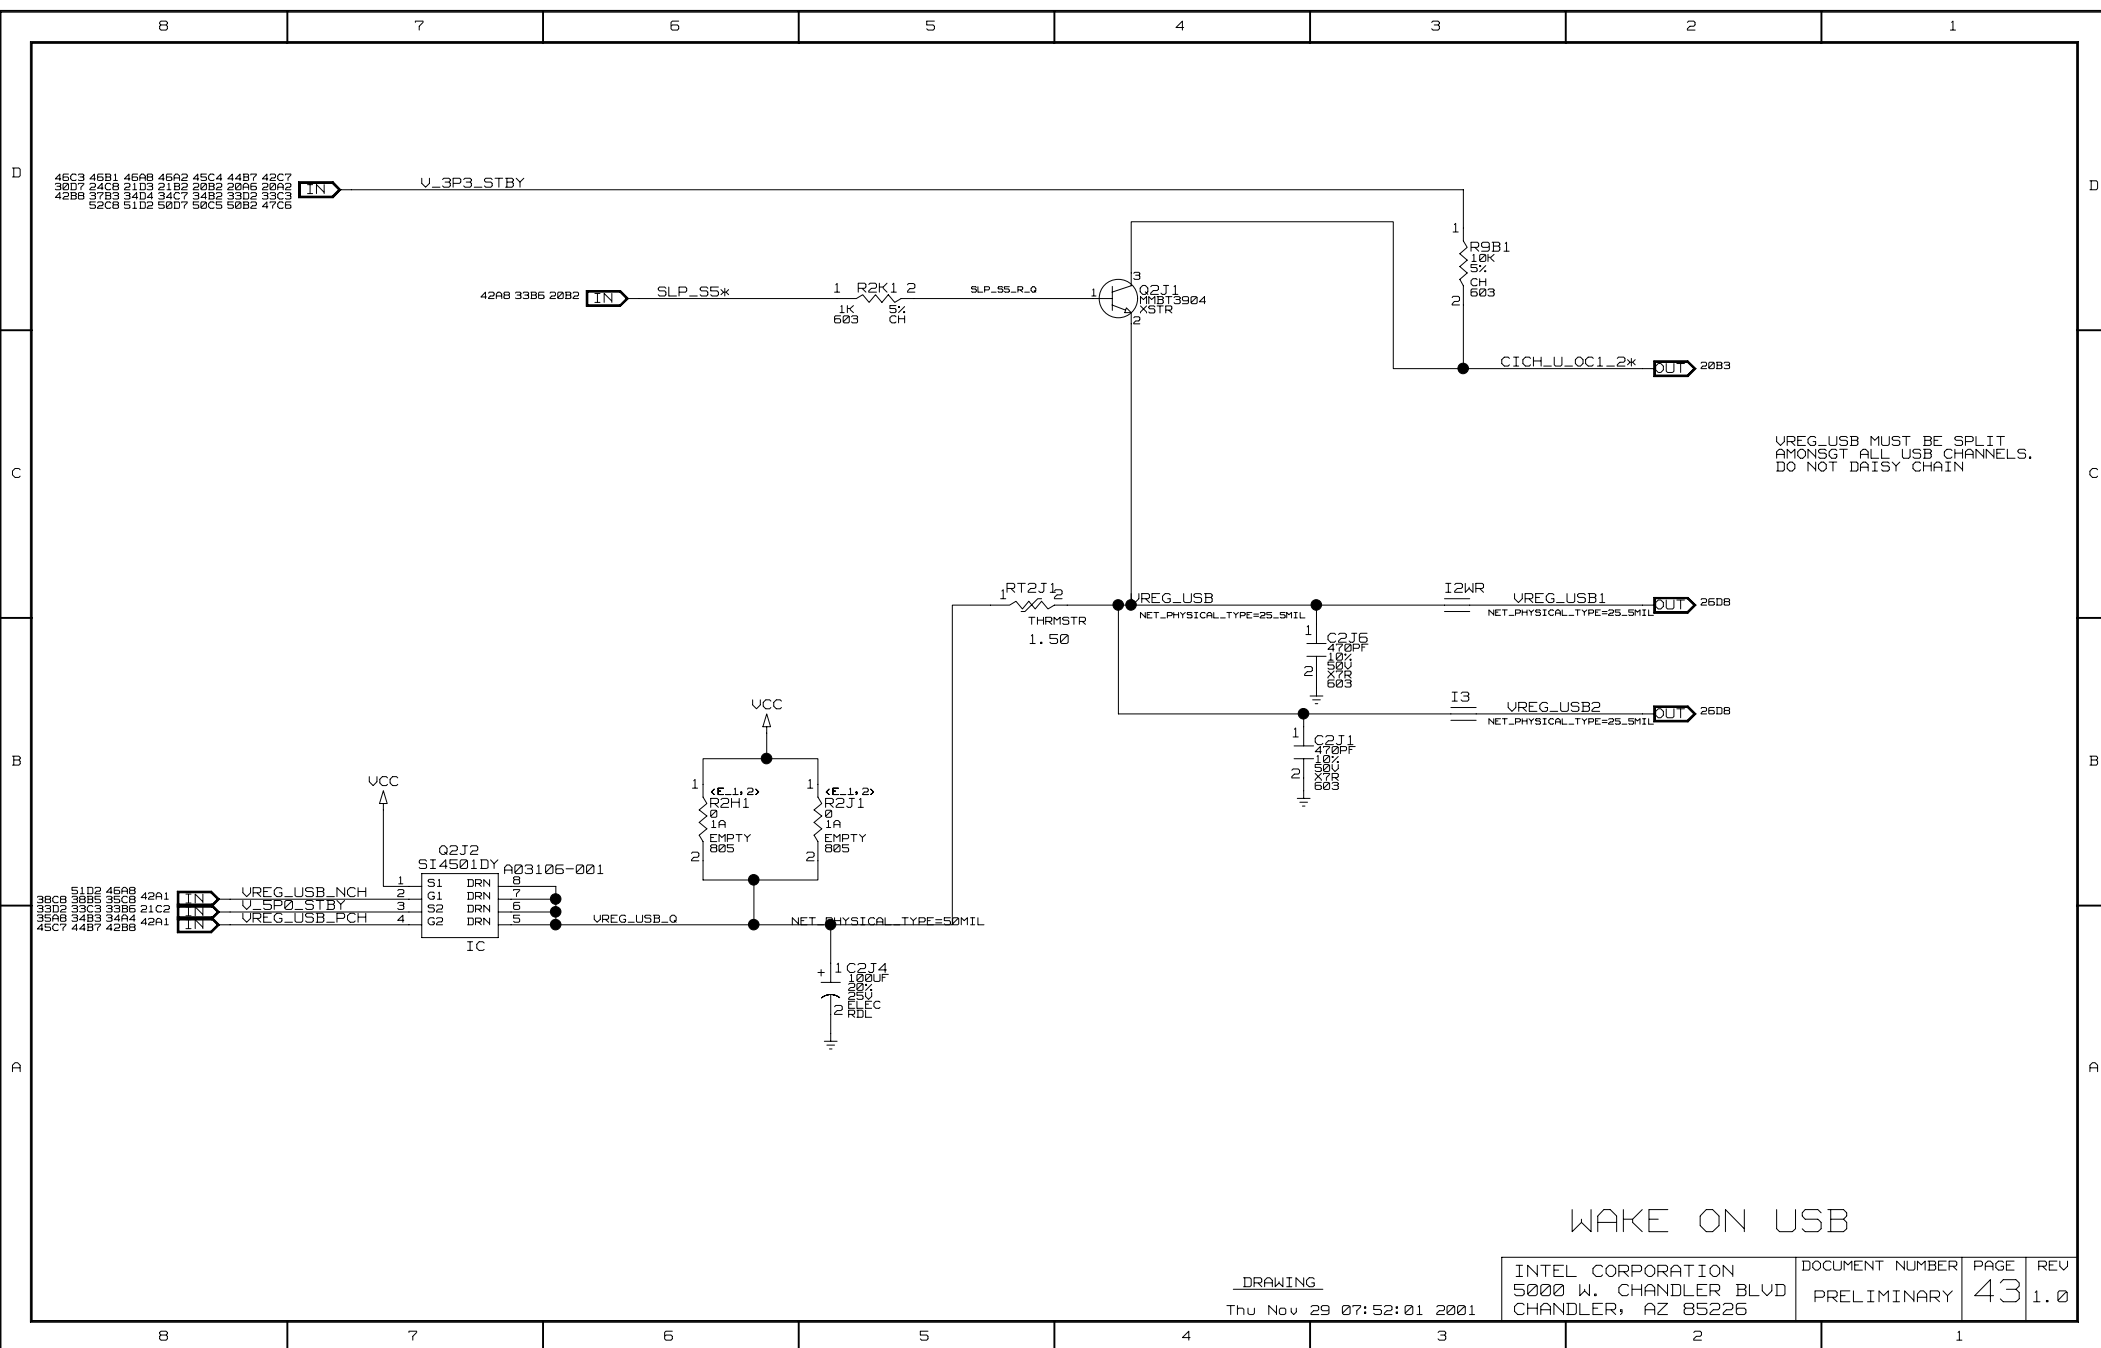 8 7 6 5 4 3 2 1
D
D
46C3 46B1 46A8 46A2 45C4 44B7 42C7
30D7 24C8 21D3 21B2 20B2 20A6 20A2
42B8 37B3 34D4 34C7 34B2 33D2 33C3
52C8 51D2 50D7 50C5 50B2 47C6
IN
V_3P3_STBY
1
R9B1
10K
5%
CH
603
2
42A8 33B6 20B2
IN
SLP_S5*
1 R2K1 2
1K 5%
603 CH
SLP_S5_R_Q
1
3
Q2J1
MMBT3904
XSTR
2
CICH_U_OC1_2*
OUT
20B3
C
C
VREG_USB MUST BE SPLIT
AMONSGT ALL USB CHANNELS.
DO NOT DAISY CHAIN
RT2J1
1 2
THRMSTR
1.50
VREG_USB
NET_PHYSICAL_TYPE=25_5MIL
I2WR
VREG_USB1
NET_PHYSICAL_TYPE=25_5MIL
OUT
26D8
1
C2J6
470PF
10%
50V
X7R
603
2
I3
VREG_USB2
NET_PHYSICAL_TYPE=25_5MIL
OUT
26D8
1
C2J1
470PF
10%
50V
X7R
603
2
B
B
VCC
VCC
1
<E_1,2>
R2H1
0
1A
EMPTY
805
2
1
<E_1,2>
R2J1
0
1A
EMPTY
805
2
Q2J2
SI4501DY A03106-001
1 S1 DRN 8
2 G1 DRN 7
3 S2 DRN 6
4 G2 DRN 5
IC
51D2 46A8
38C8 38B5 35C8 42A1
33D2 33C3 33B6 21C2
35A8 34B3 34A4 42A1
45C7 44B7 42B8
IN
IN
VREG_USB_NCH
V_5P0_STBY
VREG_USB_PCH
VREG_USB_Q
NET_PHYSICAL_TYPE=50MIL
+ 1 C2J4
100UF
20%
25V
ELEC
RDL
2
A
A
WAKE ON USB
DRAWING
Thu Nov 29 07:52:01 2001
INTEL CORPORATION
5000 W. CHANDLER BLVD
CHANDLER, AZ 85226
DOCUMENT NUMBER
PRELIMINARY
PAGE
43
REV
1.0
8 7 6 5 4 3 2 1